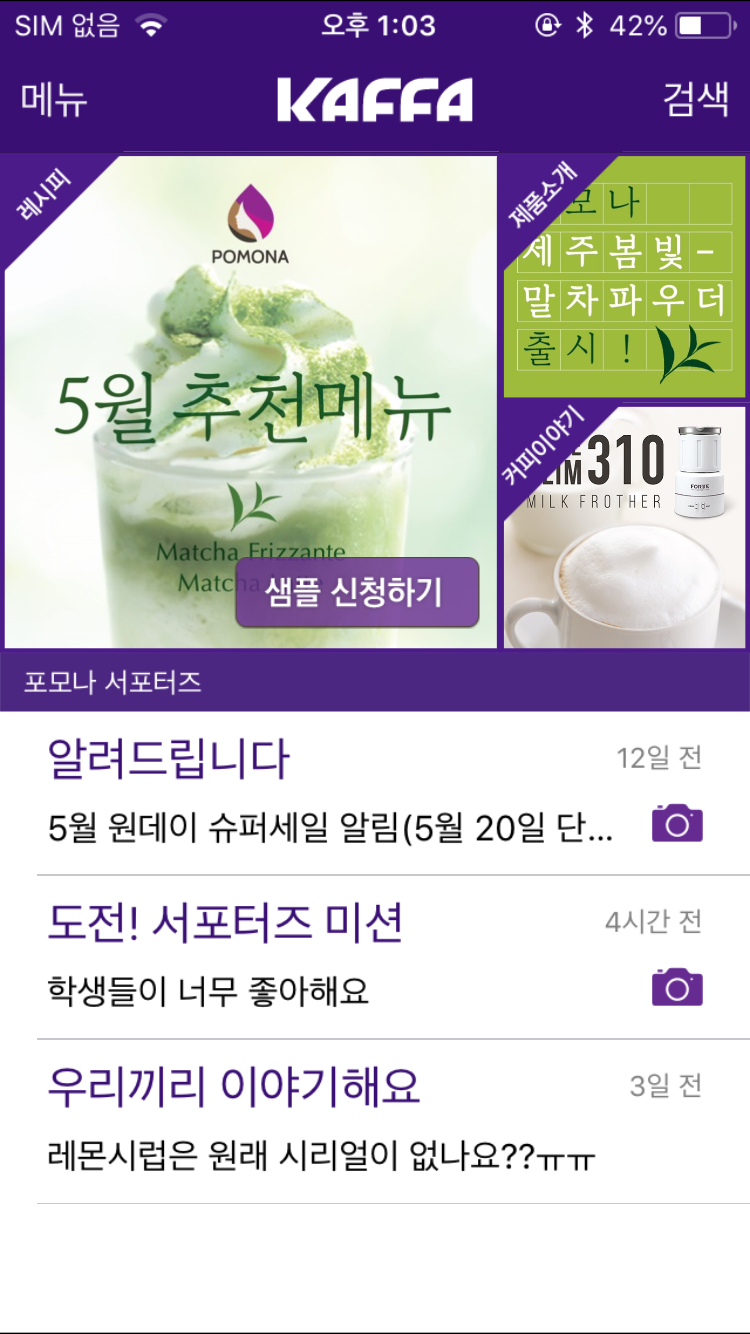 SIM 없음
오후 1:03
42%
메뉴
KAFFA
검색
레시피
POMONA
5월 추천메뉴
Matcha Frizzante
Matcha
샘플 신청하기
제품소개
모나
제주봄빛-
말차파우더
출시!
커피이야기
310
MILK FROTHER
포모나 서포터즈
알려드립니다
12일 전
5월 원데이 슈퍼세일 알림(5월 20일 단...
도전! 서포터즈 미션
4시간 전
학생들이 너무 좋아해요
우리끼리 이야기해요
3일 전
레몬시럽은 원래 시리얼이 없나요??ㅠㅠ